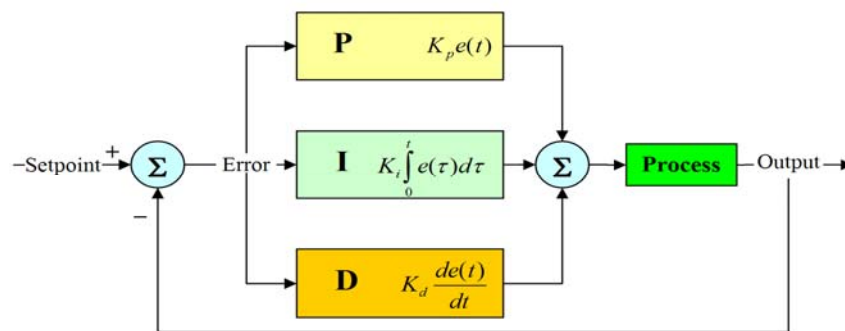 P K_p e(t)
–Setpoint
+
Σ
−
Error
I K_i ∫_0^t e(τ)dτ
Σ
Process
Output
D K_d de(t)/dt